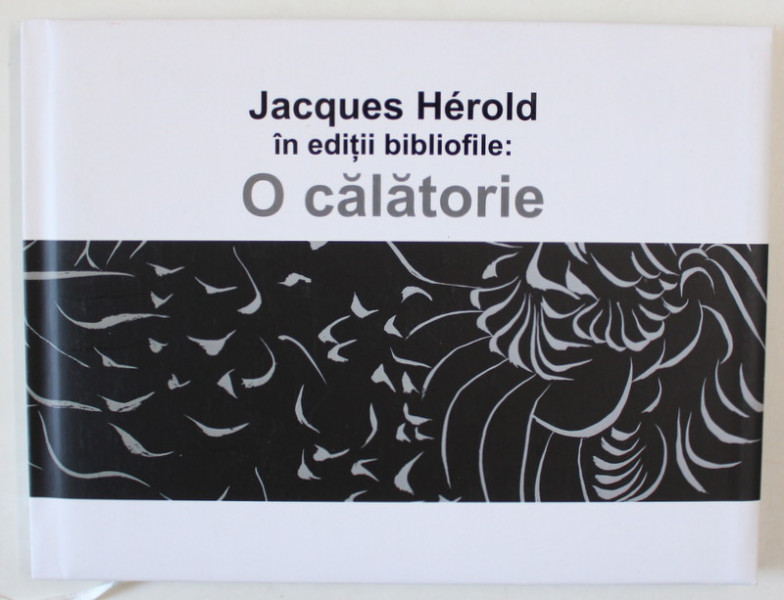 Jacques Hérold
în ediții bibliofile:
O călătorie